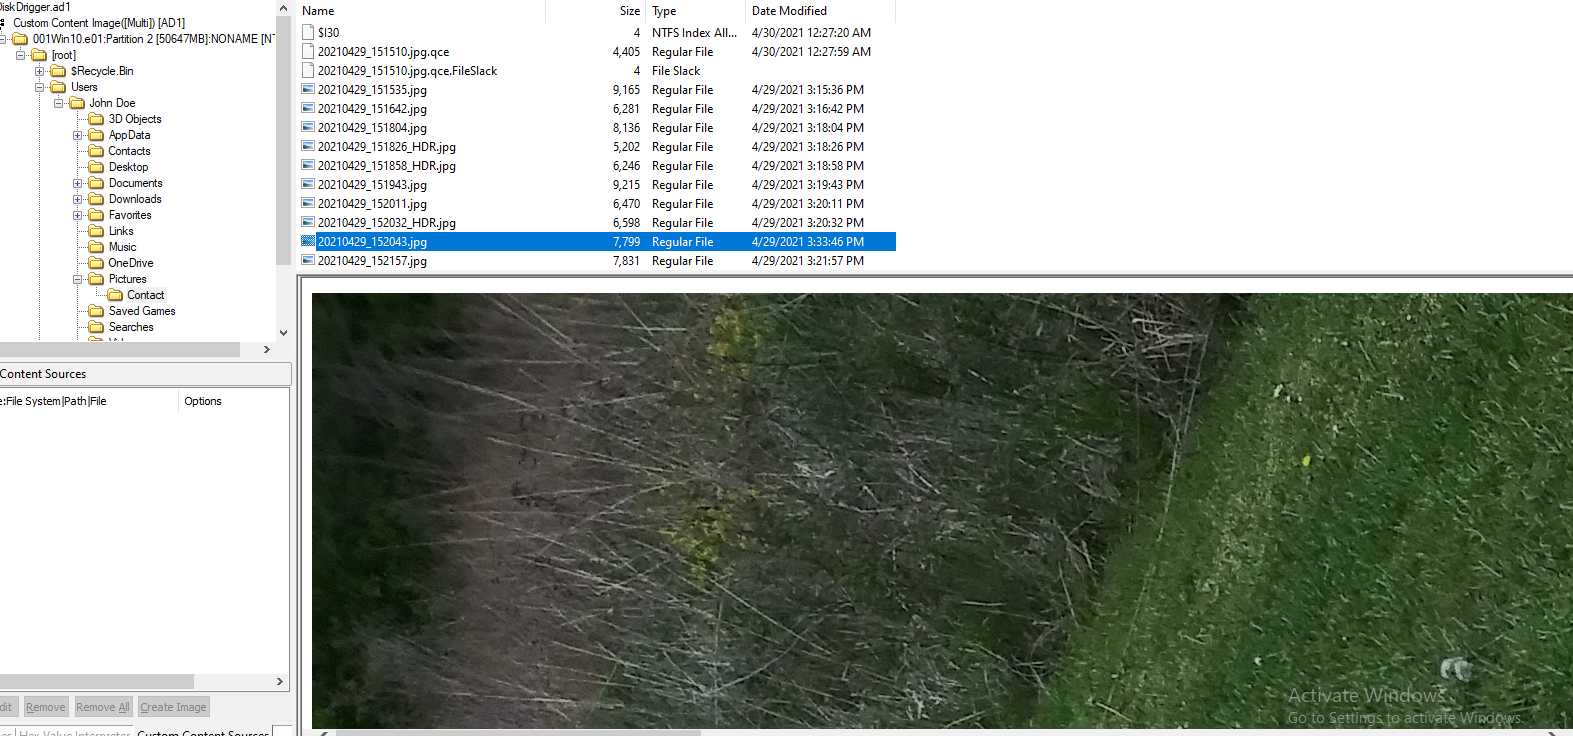 DiskDrigger.ad1
Custom Content Image([Multi]) [AD1]
001Win10.e01:Partition 2 [50647MB]:NONAME [NT
[root]
$Recycle.Bin
Users
John Doe
3D Objects
AppData
Contacts
Desktop
Documents
Downloads
Favorites
Links
Music
OneDrive
Pictures
Contact
Saved Games
Searches
Content Sources
e:File System|Path|File Options
dit Remove Remove All Create Image
Hex Value Interpreter Custom Content Sources
Name Size Type Date Modified
$I30 4 NTFS Index All... 4/30/2021 12:27:20 AM
20210429_151510.jpg.qce 4,405 Regular File 4/30/2021 12:27:59 AM
20210429_151510.jpg.qce.FileSlack 4 File Slack
20210429_151535.jpg 9,165 Regular File 4/29/2021 3:15:36 PM
20210429_151642.jpg 6,281 Regular File 4/29/2021 3:16:42 PM
20210429_151804.jpg 8,136 Regular File 4/29/2021 3:18:04 PM
20210429_151826_HDR.jpg 5,202 Regular File 4/29/2021 3:18:26 PM
20210429_151858_HDR.jpg 6,246 Regular File 4/29/2021 3:18:58 PM
20210429_151943.jpg 9,215 Regular File 4/29/2021 3:19:43 PM
20210429_152011.jpg 6,470 Regular File 4/29/2021 3:20:11 PM
20210429_152032_HDR.jpg 6,598 Regular File 4/29/2021 3:20:32 PM
20210429_152043.jpg 7,799 Regular File 4/29/2021 3:33:46 PM
20210429_152157.jpg 7,831 Regular File 4/29/2021 3:21:57 PM
Activate Windows
Go to Settings to activate Windows.